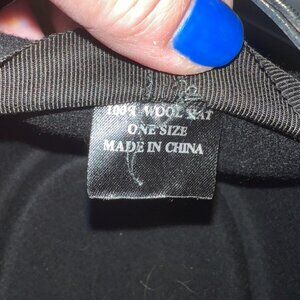 100% WOOL HAT
ONE SIZE
MADE IN CHINA